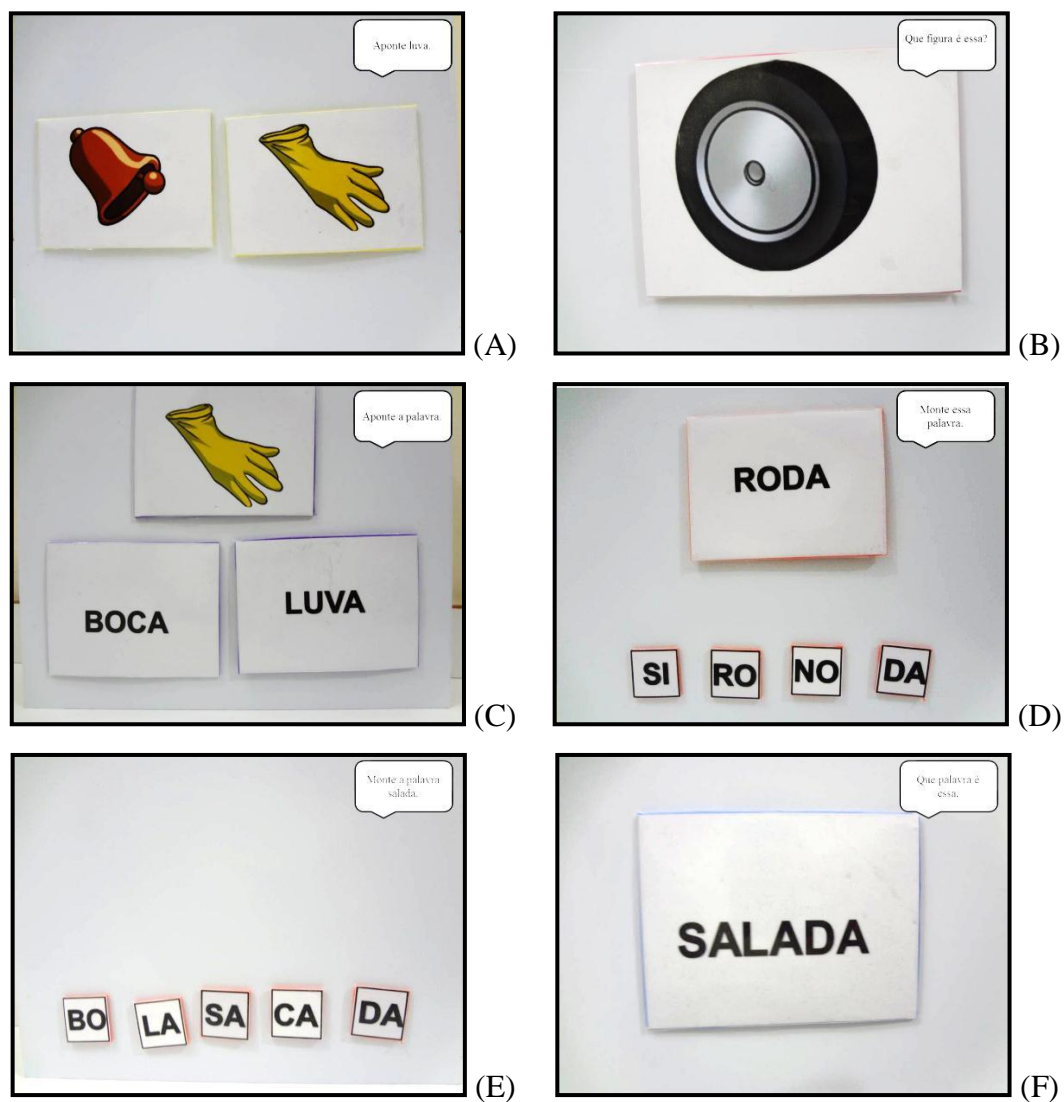 Aponte luva.
(A)
Que figura é essa?
(B)
Aponte a palavra.
BOCA
LUVA
(C)
Monte essa
palavra.
RODA
SI RO NO DA
(D)
Monte a palavra
salada.
BO LA SA CA DA
(E)
Que palavra é
essa.
SALADA
(F)